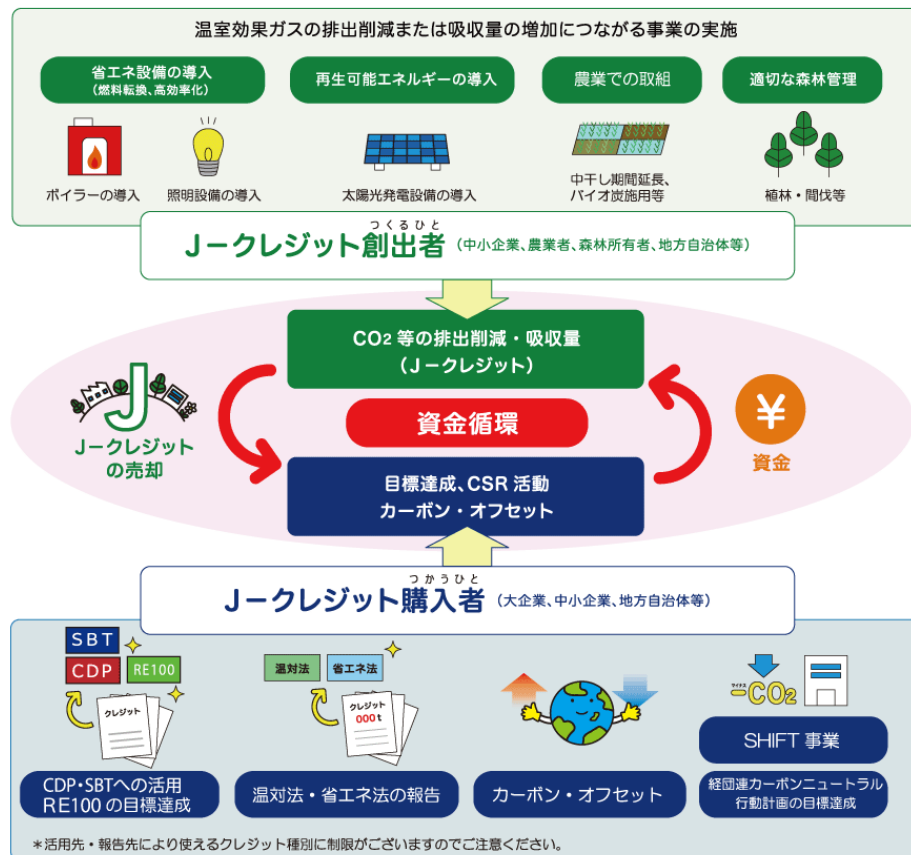 温室効果ガスの排出削減または吸収量の増加につながる事業の実施
省エネ設備の導入
(燃料転換、高効率化)
再生可能エネルギーの導入
農業での取組
適切な森林管理
ボイラーの導入
照明設備の導入
太陽光発電設備の導入
中干し期間延長、
バイオ炭施用等
植林・間伐等
つくるひと
Jークレジット創出者(中小企業、農業者、森林所有者、地方自治体等)
CO2 等の排出削減・吸収量
(Jークレジット)
J
Jークレジット
の売却
資金循環
¥
資金
目標達成、CSR 活動
カーボン・オフセット
つかうひと
Jークレジット購入者(大企業、中小企業、地方自治体等)
SBT
CDP
RE100
クレジット
温対法
省エネ法
クレジット
000t
マイナス
-CO2
CDP・SBTへの活用
RE100の目標達成
温対法・省エネ法の報告
カーボン・オフセット
SHIFT 事業
経団連カーボンニュートラル
行動計画の目標達成
*活用先・報告先により使えるクレジット種別に制限がございますのでご注意ください。